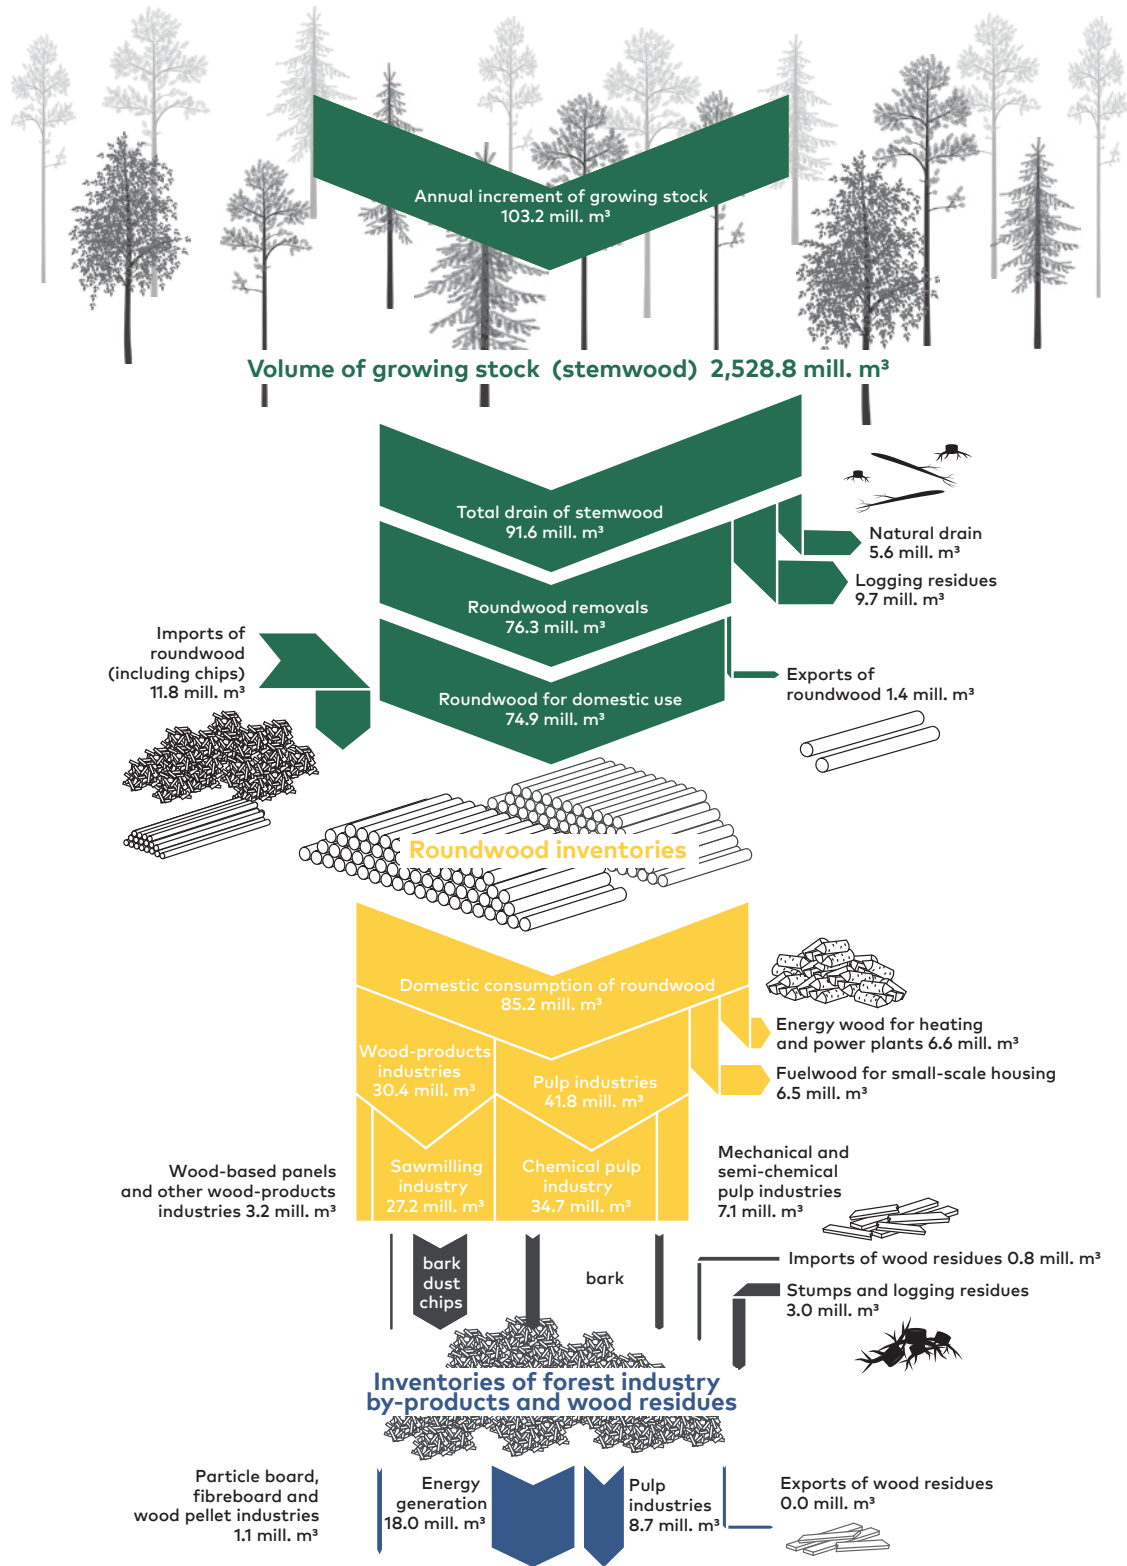 Annual increment of growing stock
103.2 mill. m³
Volume of growing stock (stemwood) 2,528.8 mill. m³
Total drain of stemwood
91.6 mill. m³
Natural drain
5.6 mill. m³
Logging residues
9.7 mill. m³
Roundwood removals
76.3 mill. m³
Imports of
roundwood
(including chips)
11.8 mill. m³
Exports of
roundwood 1.4 mill. m³
Roundwood for domestic use
74.9 mill. m³
Roundwood inventories
Domestic consumption of roundwood
85.2 mill. m³
Energy wood for heating
and power plants 6.6 mill. m³
Fuelwood for small-scale housing
6.5 mill. m³
Wood-products
industries
30.4 mill. m³
Pulp industries
41.8 mill. m³
Wood-based panels
and other wood-products
industries 3.2 mill. m³
Sawmilling
industry
27.2 mill. m³
Chemical pulp
industry
34.7 mill. m³
Mechanical and
semi-chemical
pulp industries
7.1 mill. m³
bark
dust
chips
bark
Imports of wood residues 0.8 mill. m³
Stumps and logging residues
3.0 mill. m³
Inventories of forest industry
by-products and wood residues
Particle board,
fibreboard and
wood pellet industries
1.1 mill. m³
Energy
generation
18.0 mill. m³
Pulp
industries
8.7 mill. m³
Exports of wood residues
0.0 mill. m³